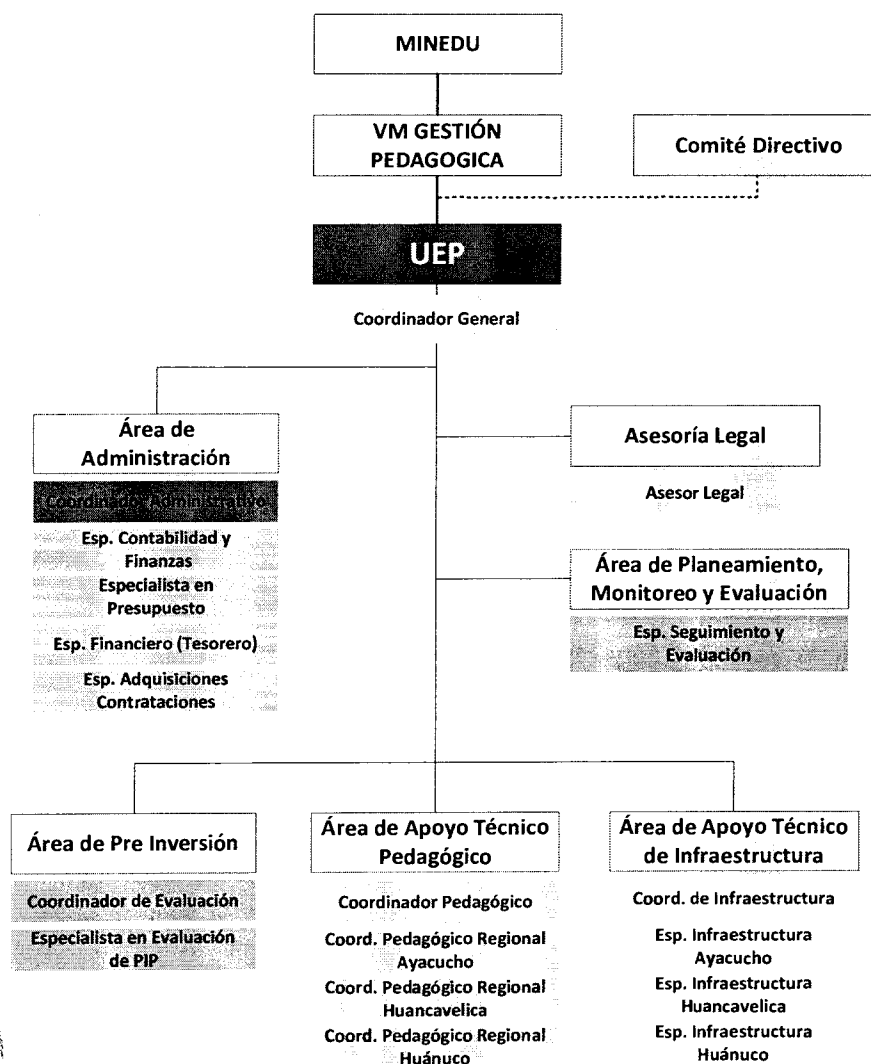 MINEDU
VM GESTIÓN
PEDAGOGICA
Comité Directivo
UEP
Coordinador General
Área de
Administración
Coordinador Administrativo
Esp. Contabilidad y
Finanzas
Especialista en
Presupuesto
Esp. Financiero (Tesorero)
Esp. Adquisiciones
Contrataciones
Asesoría Legal
Asesor Legal
Área de Planeamiento,
Monitoreo y Evaluación
Esp. Seguimiento y
Evaluación
Área de Pre Inversión
Coordinador de Evaluación
Especialista en Evaluación
de PIP
Área de Apoyo Técnico
Pedagógico
Coordinador Pedagógico
Coord. Pedagógico Regional
Ayacucho
Coord. Pedagógico Regional
Huancavelica
Coord. Pedagógico Regional
Huánuco
Área de Apoyo Técnico
de Infraestructura
Coord. de Infraestructura
Esp. Infraestructura
Ayacucho
Esp. Infraestructura
Huancavelica
Esp. Infraestructura
Huánuco